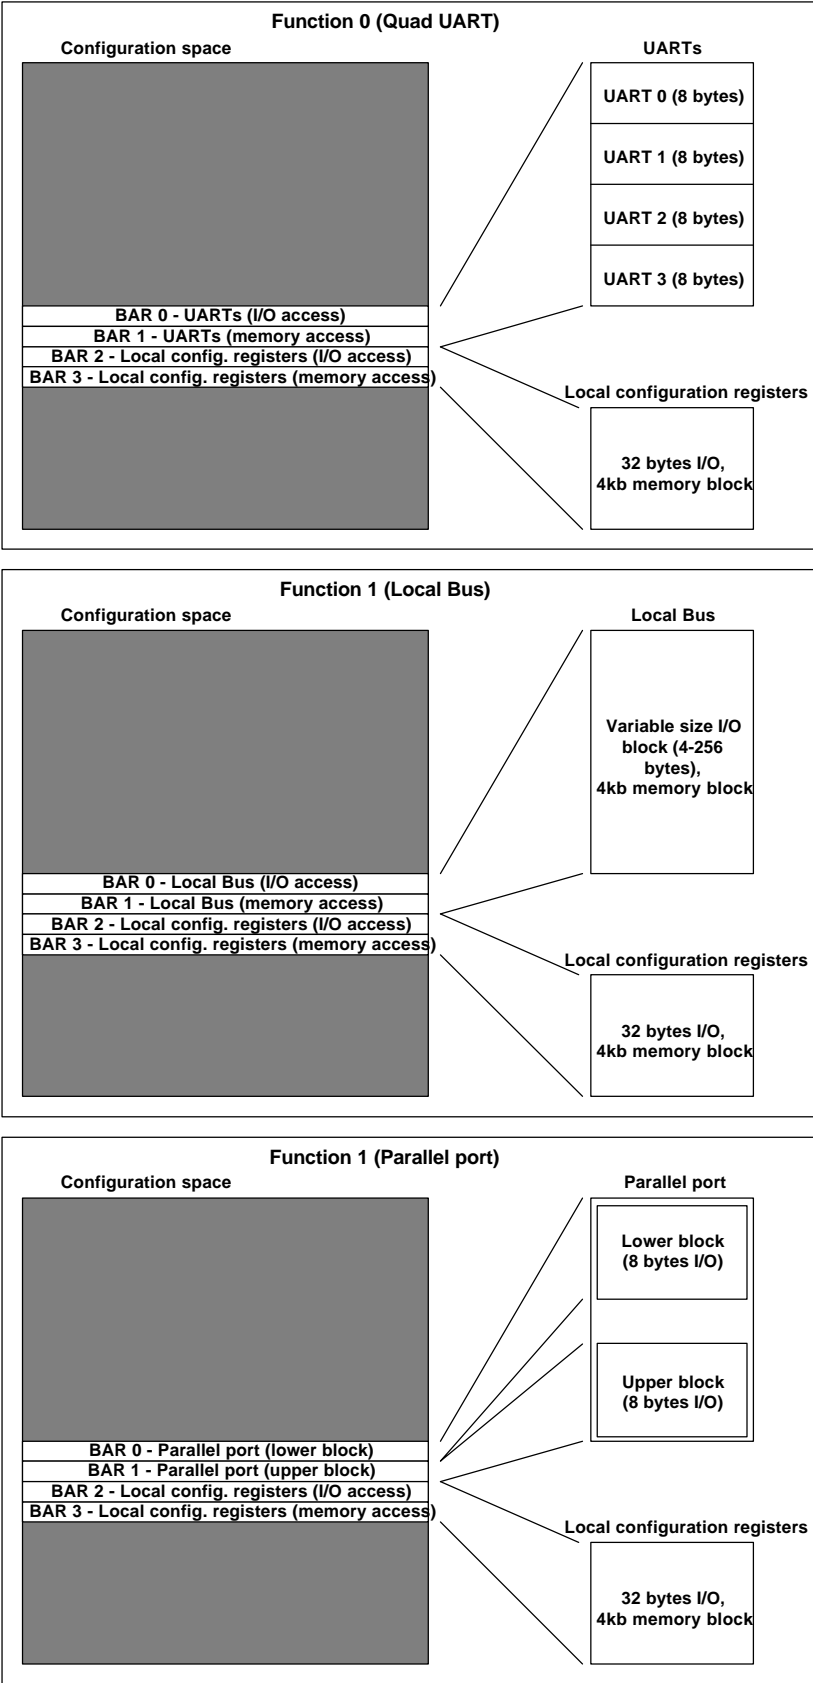 Function 0 (Quad UART)
Configuration space
UARTs
UART 0 (8 bytes)
UART 1 (8 bytes)
UART 2 (8 bytes)
UART 3 (8 bytes)
BAR 0 - UARTs (I/O access)
BAR 1 - UARTs (memory access)
BAR 2 - Local config. registers (I/O access)
BAR 3 - Local config. registers (memory access)
Local configuration registers
32 bytes I/O,
4kb memory block
Function 1 (Local Bus)
Configuration space
Local Bus
Variable size I/O
block (4-256
bytes),
4kb memory block
BAR 0 - Local Bus (I/O access)
BAR 1 - Local Bus (memory access)
BAR 2 - Local config. registers (I/O access)
BAR 3 - Local config. registers (memory access)
Local configuration registers
32 bytes I/O,
4kb memory block
Function 1 (Parallel port)
Configuration space
Parallel port
Lower block
(8 bytes I/O)
Upper block
(8 bytes I/O)
BAR 0 - Parallel port (lower block)
BAR 1 - Parallel port (upper block)
BAR 2 - Local config. registers (I/O access)
BAR 3 - Local config. registers (memory access)
Local configuration registers
32 bytes I/O,
4kb memory block